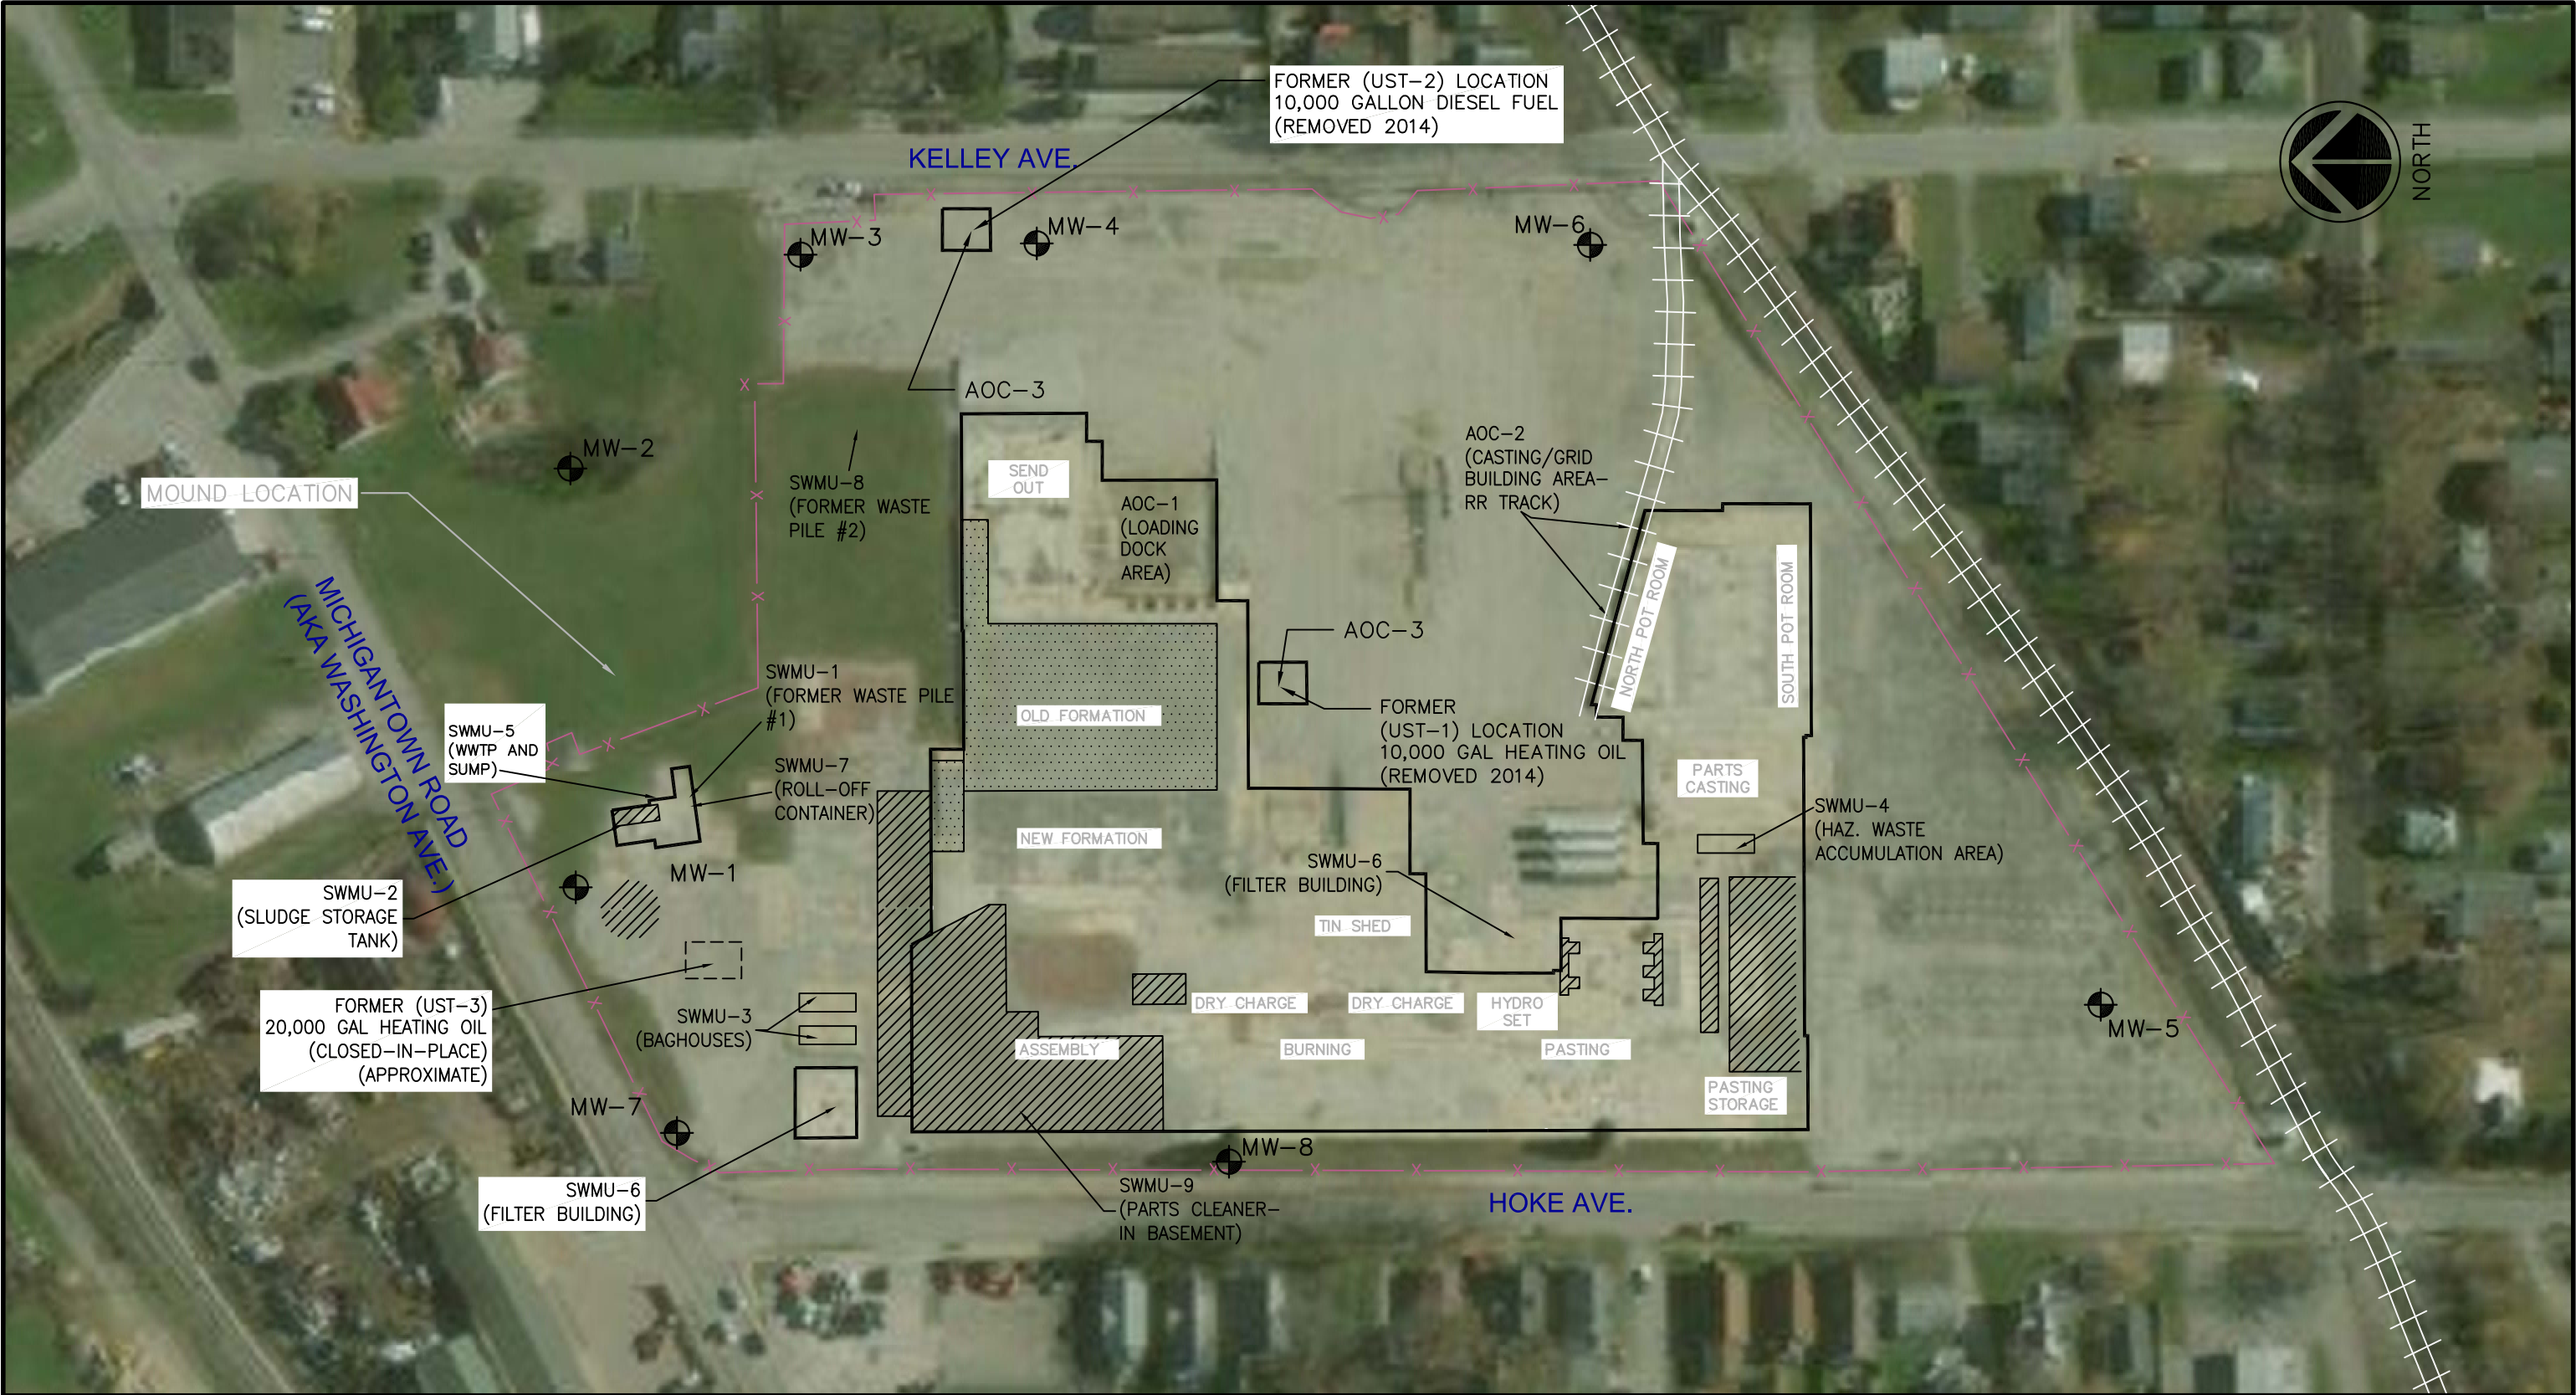 FORMER (UST-2) LOCATION
10,000 GALLON DIESEL FUEL
(REMOVED 2014)
KELLEY AVE.
NORTH
MW-3
MW-4
MW-6
AOC-3
MW-2
MOUND LOCATION
SWMU-8
(FORMER WASTE
PILE #2)
SEND
OUT
AOC-1
(LOADING
DOCK
AREA)
AOC-2
(CASTING/GRID
BUILDING AREA-
RR TRACK)
NORTH POT ROOM
SOUTH POT ROOM
MICHIGANTOWN ROAD
(AKA WASHINGTON AVE.)
AOC-3
SWMU-1
(FORMER WASTE PILE
#1)
SWMU-5
(WWTP AND
SUMP)
OLD FORMATION
FORMER
(UST-1) LOCATION
10,000 GAL HEATING OIL
(REMOVED 2014)
SWMU-7
(ROLL-OFF
CONTAINER)
PARTS
CASTING
SWMU-4
(HAZ. WASTE
ACCUMULATION AREA)
NEW FORMATION
MW-1
SWMU-6
(FILTER BUILDING)
SWMU-2
(SLUDGE STORAGE
TANK)
TIN SHED
FORMER (UST-3)
20,000 GAL HEATING OIL
(CLOSED-IN-PLACE)
(APPROXIMATE)
SWMU-3
(BAGHOUSES)
DRY CHARGE
DRY CHARGE
HYDRO
SET
MW-5
ASSEMBLY
BURNING
PASTING
PASTING
STORAGE
MW-7
MW-8
SWMU-6
(FILTER BUILDING)
SWMU-9
(PARTS CLEANER-
IN BASEMENT)
HOKE AVE.